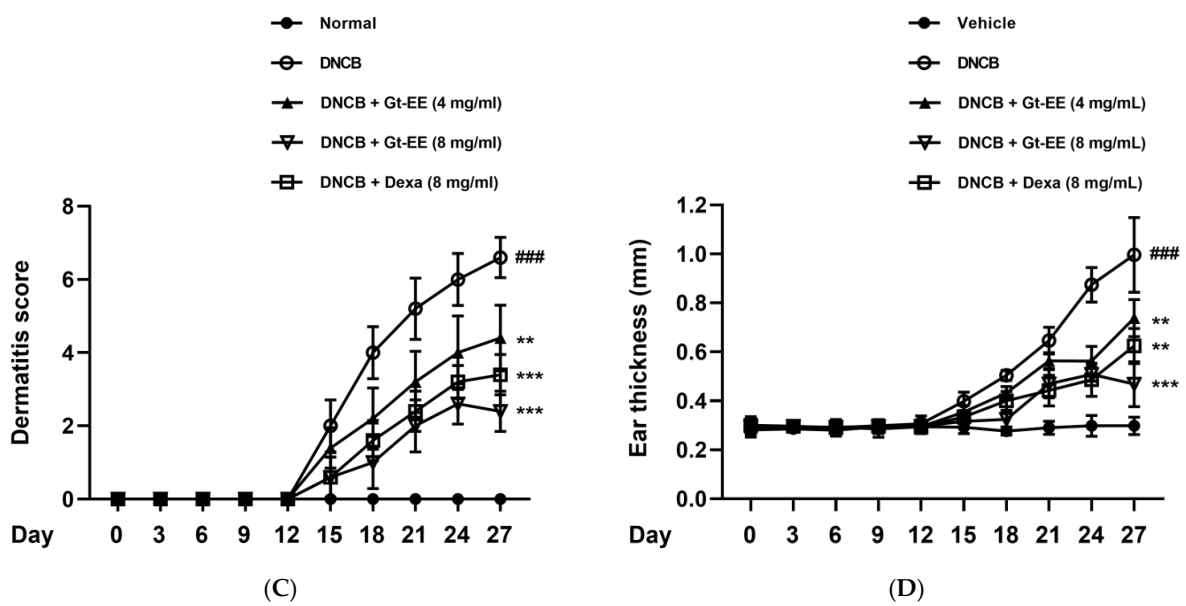 Normal
DNCB
DNCB + Gt-EE (4 mg/ml)
DNCB + Gt-EE (8 mg/ml)
DNCB + Dexa (8 mg/ml)
Dermatitis score
8
6
4
2
0
###
**
***
***
Day 0 3 6 9 12 15 18 21 24 27
(C)
Vehicle
DNCB
DNCB + Gt-EE (4 mg/mL)
DNCB + Gt-EE (8 mg/mL)
DNCB + Dexa (8 mg/mL)
Ear thickness (mm)
1.2
1.0
0.8
0.6
0.4
0.2
0.0
###
**
**
***
Day 0 3 6 9 12 15 18 21 24 27
(D)